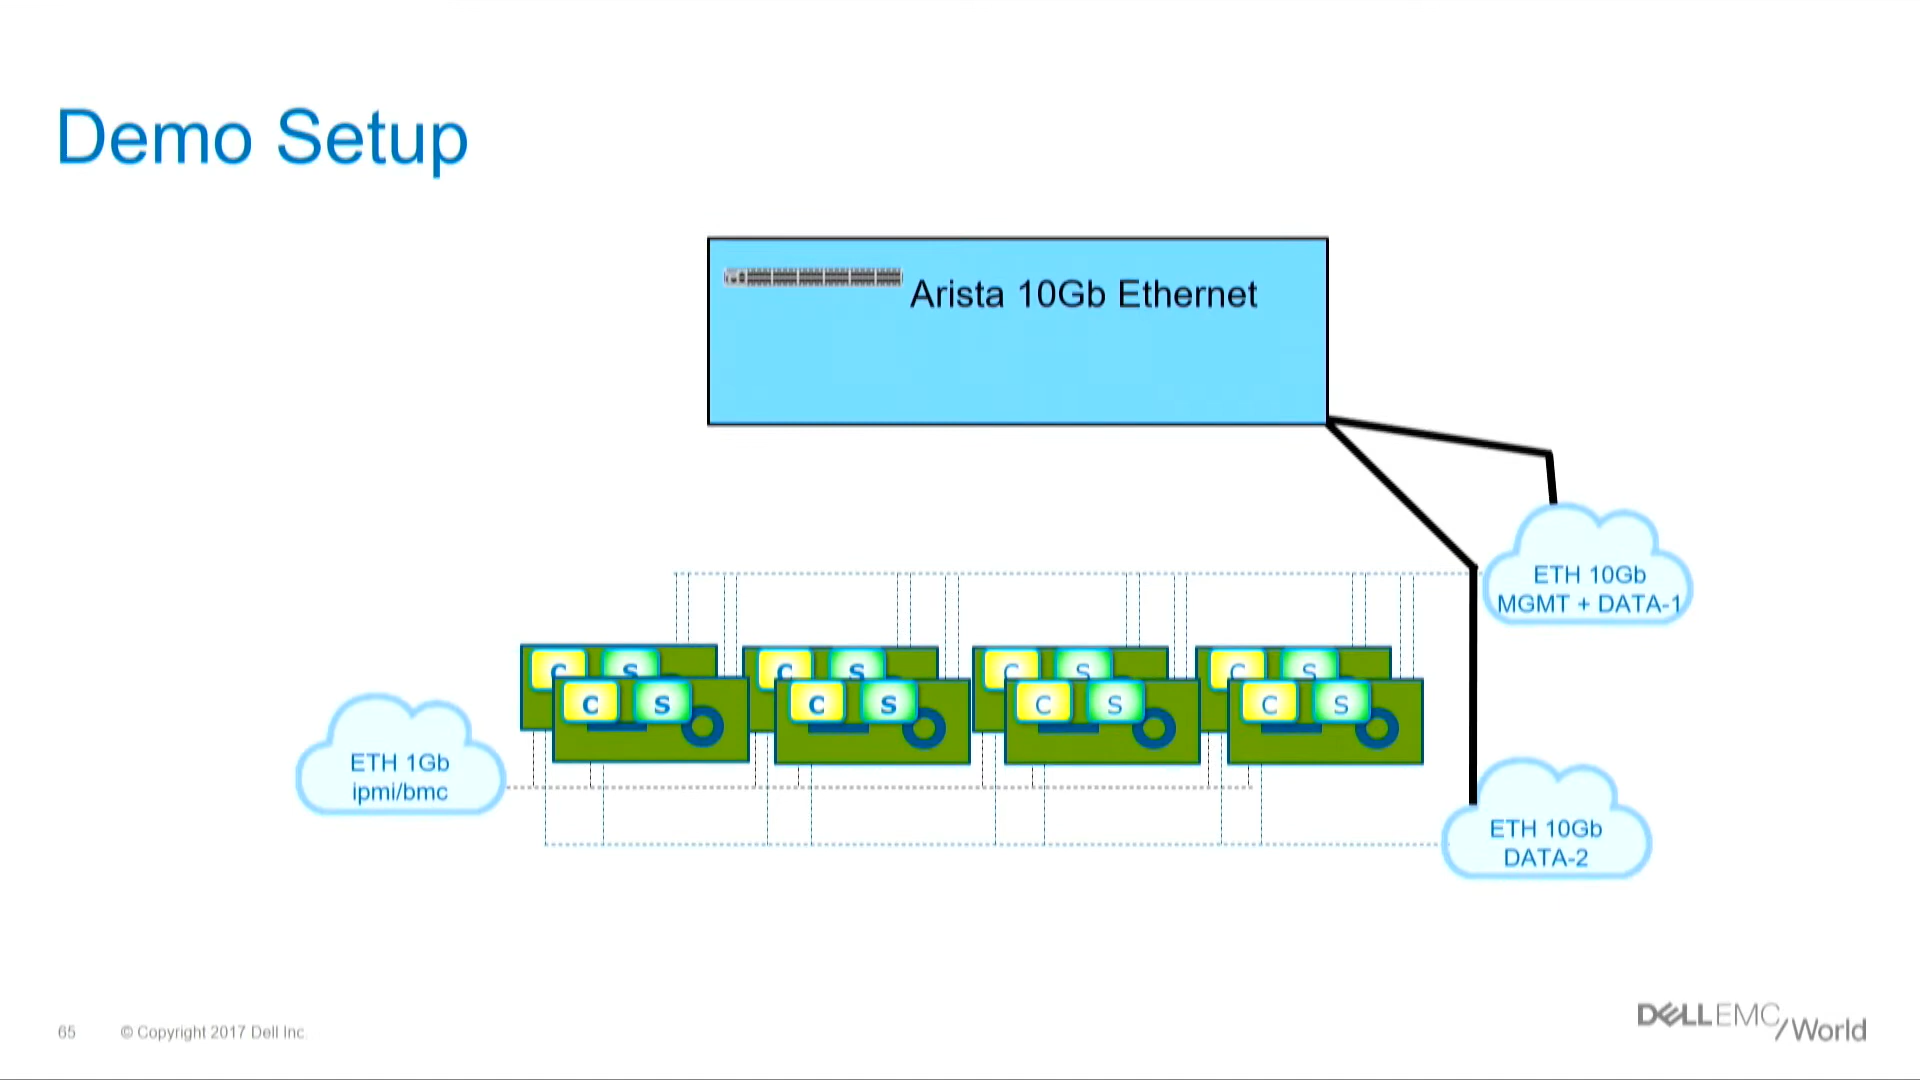 Demo Setup
Arista 10Gb Ethernet
ETH 10Gb
MGMT + DATA-1
C S C S C S C S
C S C S C S C S
ETH 1Gb
ipmi/bmc
ETH 10Gb
DATA-2
65 © Copyright 2017 Dell Inc
DELLEMC/World